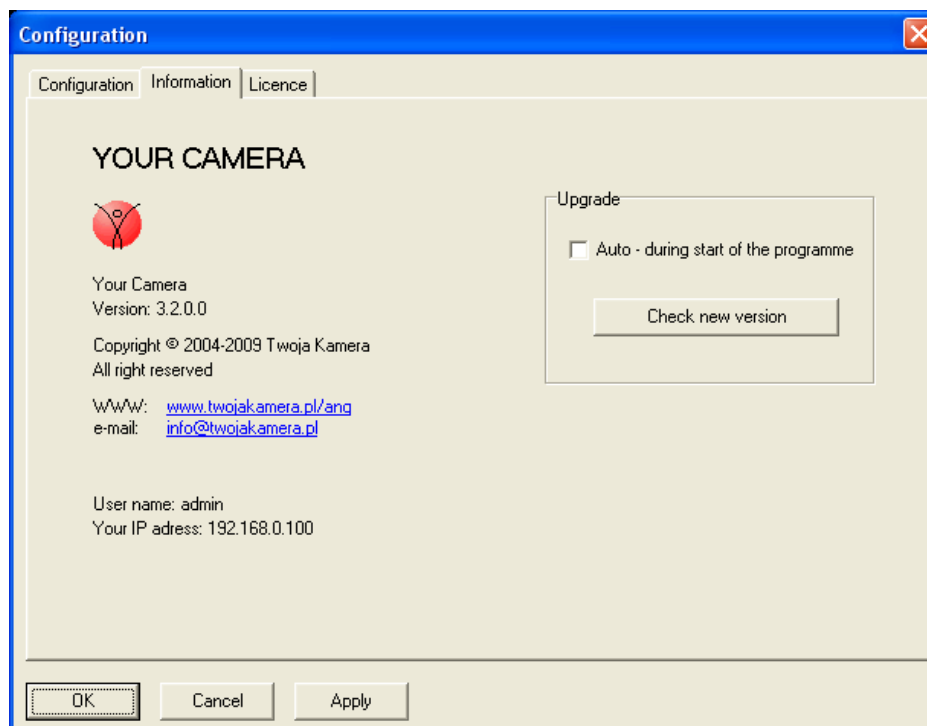 Configuration
Configuration Information Licence
YOUR CAMERA
Your Camera
Version: 3.2.0.0
Copyright © 2004-2009 Twoja Kamera
All right reserved
WWW: www.twojakamera.pl/ang
e-mail: info@twojakamera.pl
User name: admin
Your IP adress: 192.168.0.100
Upgrade
Auto - during start of the programme
Check new version
OK Cancel Apply